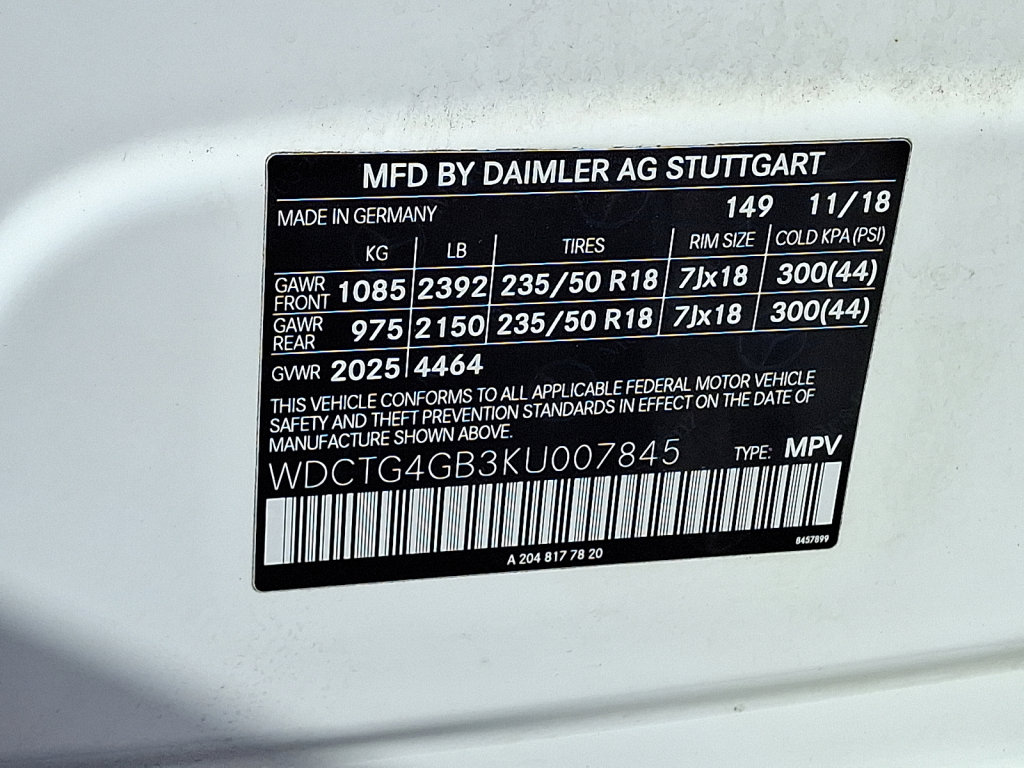 MFD BY DAIMLER AG STUTTGART
MADE IN GERMANY 149 11/18
KG LB TIRES RIM SIZE COLD KPA(PSI)
GAWR FRONT 1085 2392 235/50 R18 7Jx18 300(44)
GAWR REAR 975 2150 235/50 R18 7Jx18 300(44)
GVWR 2025 4464
THIS VEHICLE CONFORMS TO ALL APPLICABLE FEDERAL MOTOR VEHICLE
SAFETY AND THEFT PREVENTION STANDARDS IN EFFECT ON THE DATE OF
MANUFACTURE SHOWN ABOVE.
WDCTG4GB3KU007845 TYPE: MPV
A 204 817 78 20 8457899